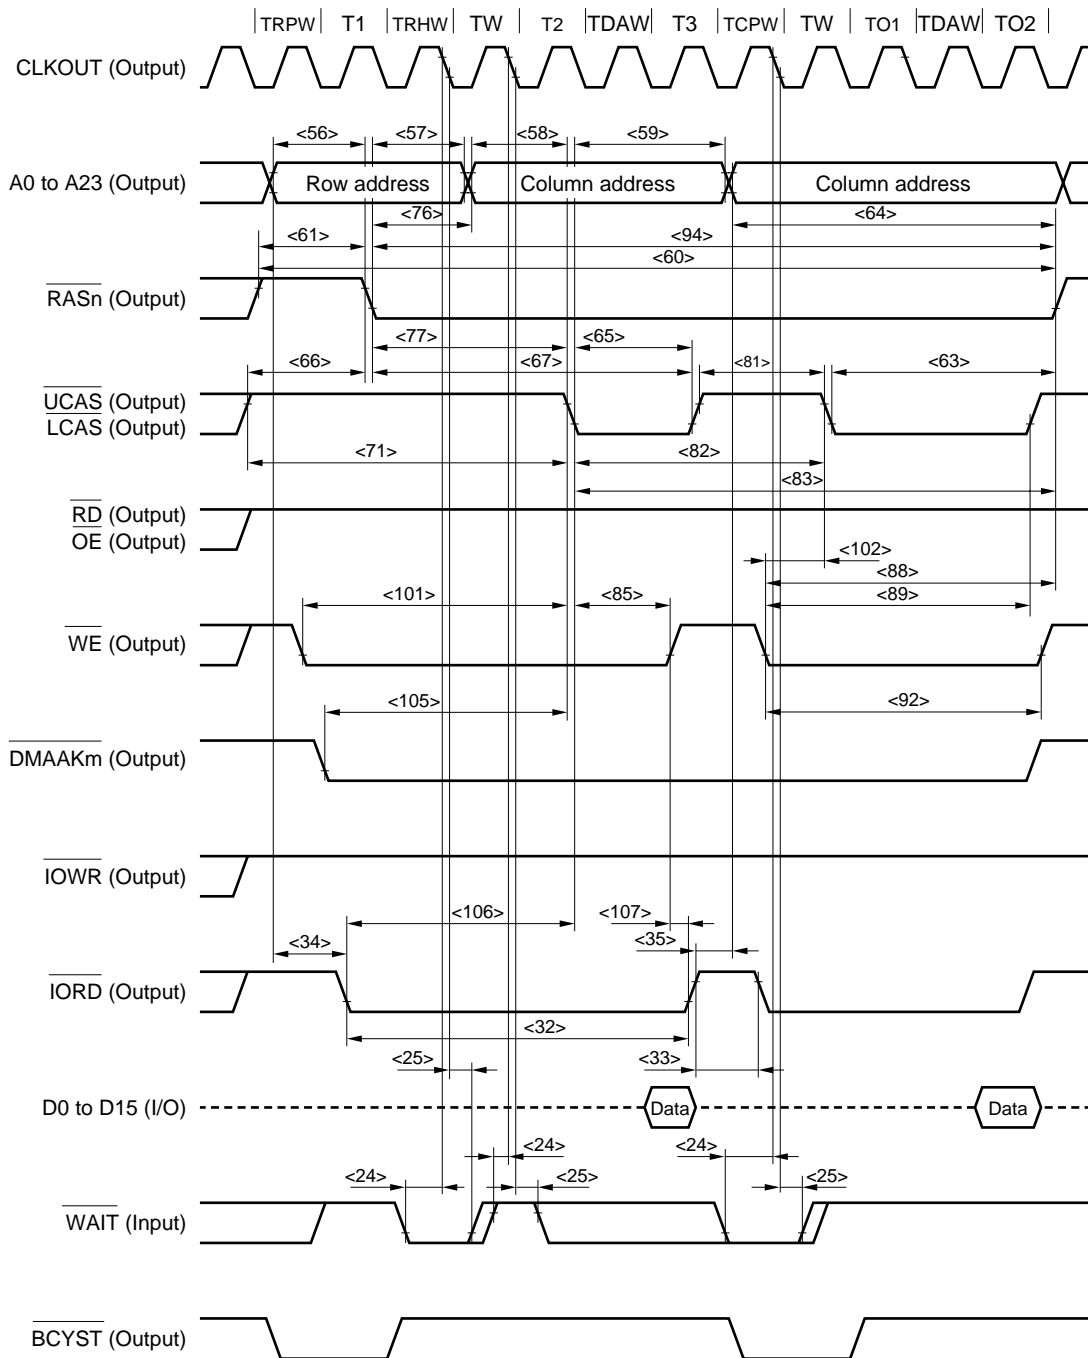 TRPW T1 TRHW TW T2 TDAW T3 TCPW TW TO1 TDAW TO2
CLKOUT (Output)
<56> <57> <58> <59>
A0 to A23 (Output) Row address Column address Column address
<76> <64>
<61> <94>
<60>
RASn (Output)
<77> <65>
<66> <67> <81> <63>
UCAS (Output)
LCAS (Output)
<71> <82>
<83>
RD (Output)
OE (Output)
<102>
<88>
<101> <85> <89>
WE (Output)
<105> <92>
DMAAKm (Output)
IOWR (Output)
<106> <107>
<34> <35>
IORD (Output)
<32>
<25> <33>
D0 to D15 (I/O) Data Data
<24> <24>
<24> <25> <25>
WAIT (Input)
BCYST (Output)